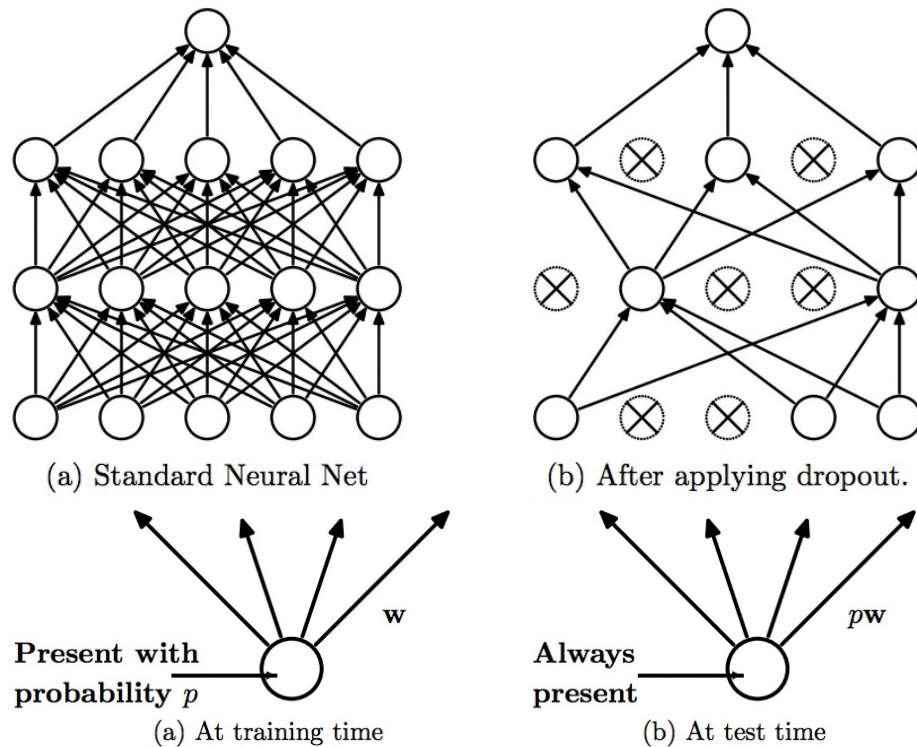 (a) Standard Neural Net
(b) After applying dropout.
Present with
probability p
w
(a) At training time
Always
present
pw
(b) At test time